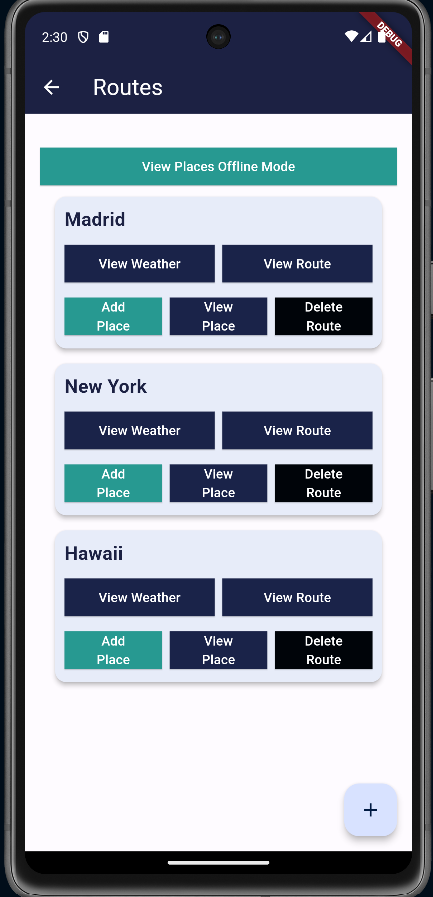 2:30
DEBUG
Routes
View Places Offline Mode
Madrid
View Weather
View Route
Add
Place
View
Place
Delete
Route
New York
View Weather
View Route
Add
Place
View
Place
Delete
Route
Hawaii
View Weather
View Route
Add
Place
View
Place
Delete
Route
+